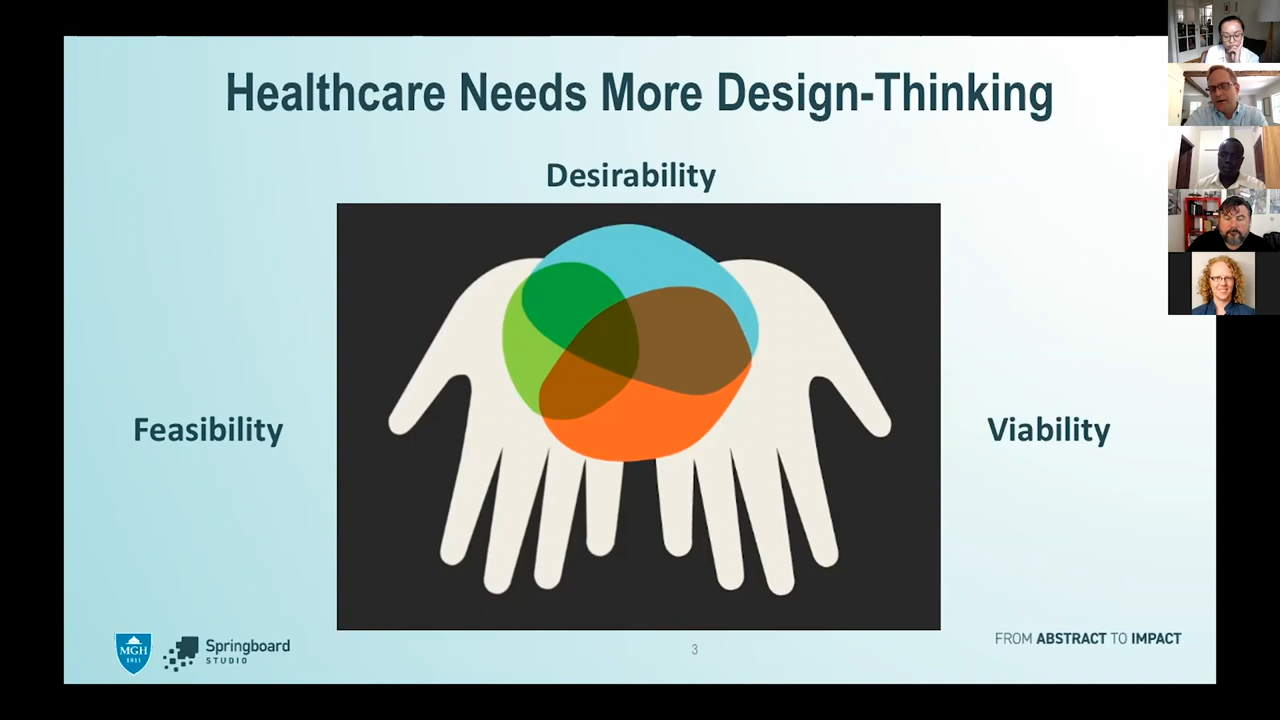 Healthcare Needs More Design-Thinking
Desirability
Feasibility
Viability
MGH
1811
Springboard
STUDIO
3
FROM ABSTRACT TO IMPACT